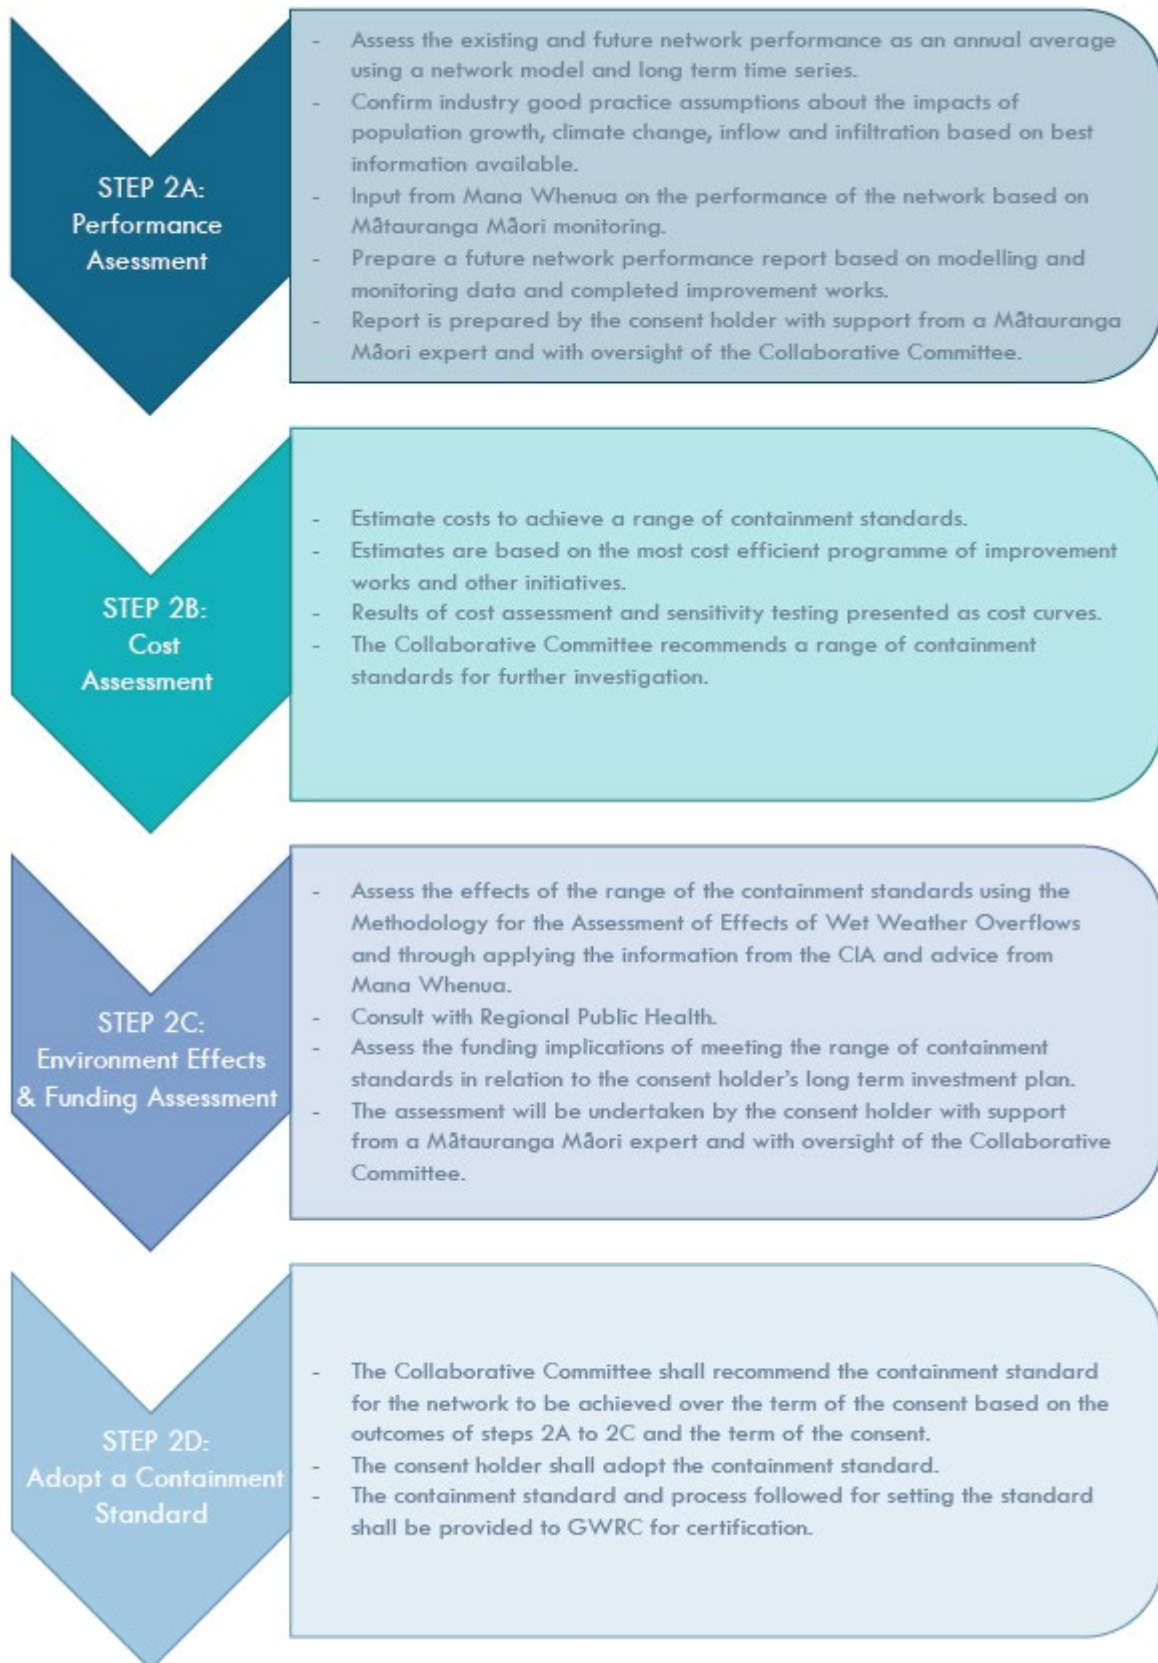 STEP 2A:
Performance
Asessment
- Assess the existing and future network performance as an annual average
using a network model and long term time series.
- Confirm industry good practice assumptions about the impacts of
population growth, climate change, inflow and infiltration based on best
information available.
- Input from Mana Whenua on the performance of the network based on
Mātauranga Māori monitoring.
- Prepare a future network performance report based on modelling and
monitoring data and completed improvement works.
- Report is prepared by the consent holder with support from a Mātauranga
Māori expert and with oversight of the Collaborative Committee.
STEP 2B:
Cost
Assessment
- Estimate costs to achieve a range of containment standards.
- Estimates are based on the most cost efficient programme of improvement
works and other initiatives.
- Results of cost assessment and sensitivity testing presented as cost curves.
- The Collaborative Committee recommends a range of containment
standards for further investigation.
STEP 2C:
Environment Effects
& Funding Assessment
- Assess the effects of the range of the containment standards using the
Methodology for the Assessment of Effects of Wet Weather Overflows
and through applying the information from the CIA and advice from
Mana Whenua.
- Consult with Regional Public Health.
- Assess the funding implications of meeting the range of containment
standards in relation to the consent holder's long term investment plan.
- The assessment will be undertaken by the consent holder with support
from a Mātauranga Māori expert and with oversight of the Collaborative
Committee.
STEP 2D:
Adopt a Containment
Standard
- The Collaborative Committee shall recommend the containment standard
for the network to be achieved over the term of the consent based on the
outcomes of steps 2A to 2C and the term of the consent.
- The consent holder shall adopt the containment standard.
- The containment standard and process followed for setting the standard
shall be provided to GWRC for certification.